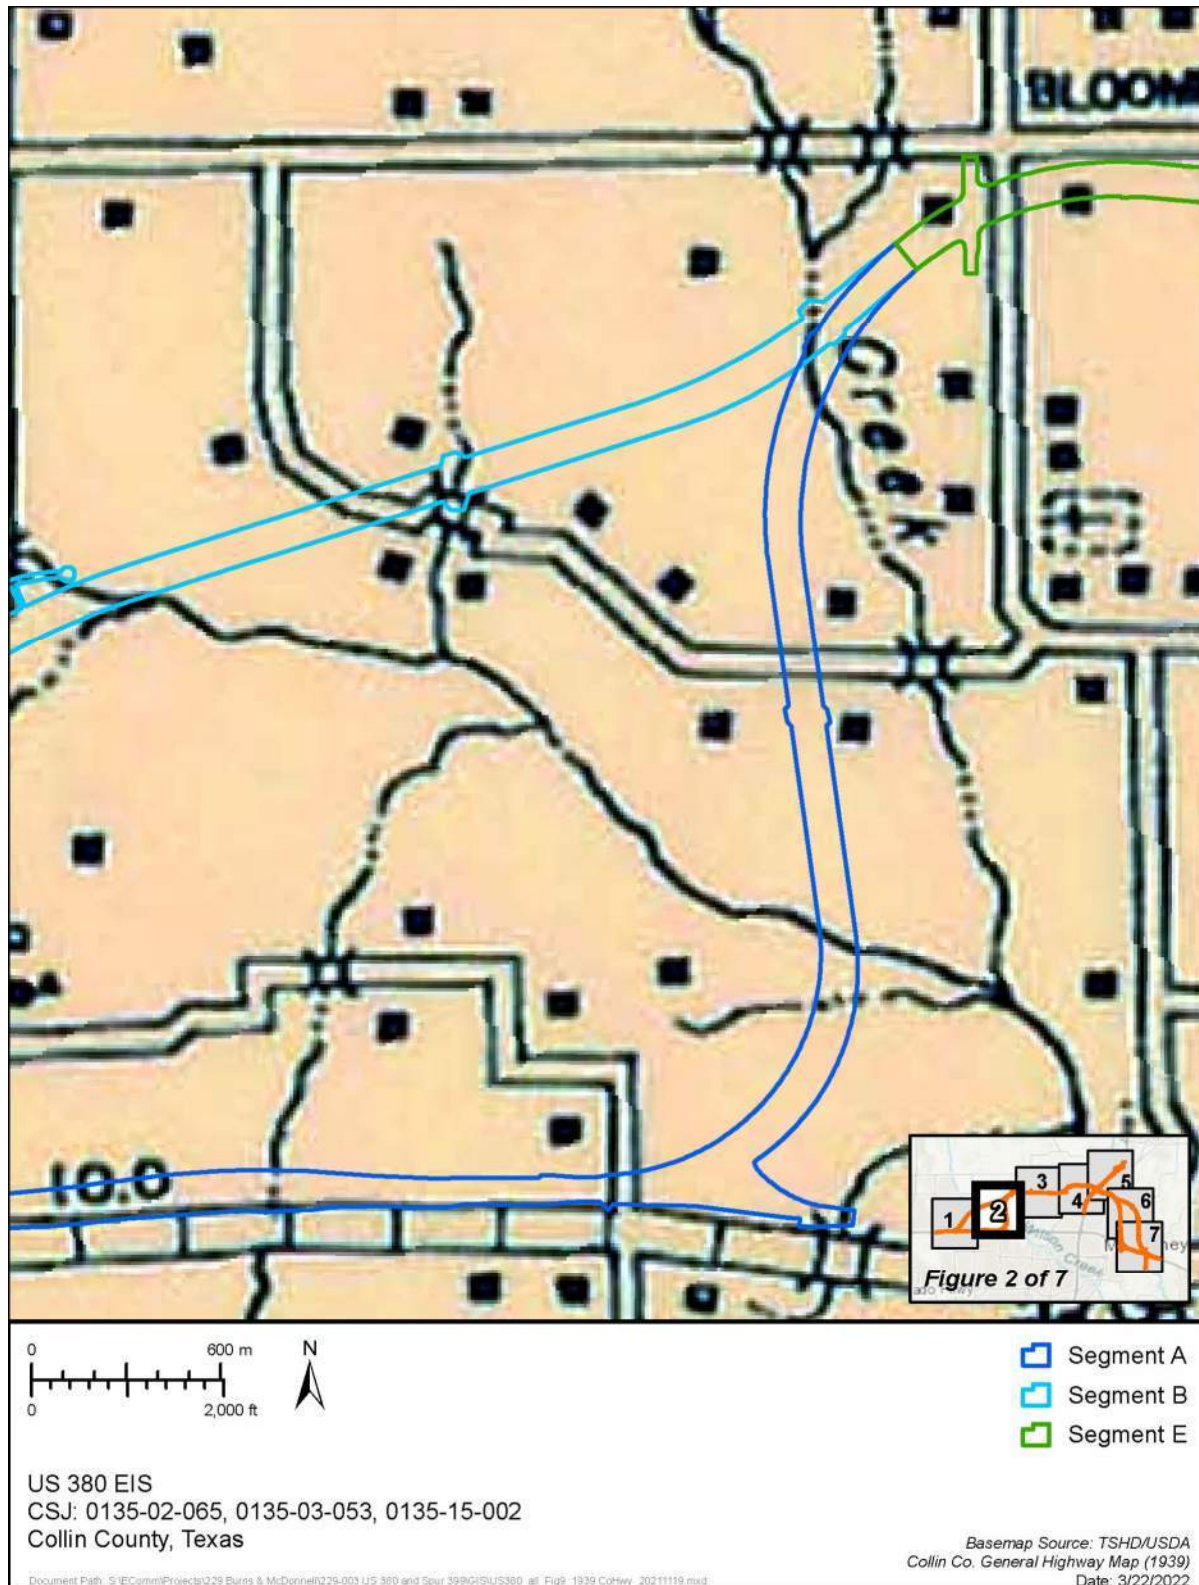 BLOOM
Creek
10.0
1
2
3
4
5
6
7
Wilson Creek
Figure 2 of 7
0 600 m
0 2,000 ft
N
Segment A
Segment B
Segment E
US 380 EIS
CSJ: 0135-02-065, 0135-03-053, 0135-15-002
Collin County, Texas
Basemap Source: TSHD/USDA
Collin Co. General Highway Map (1939)
Date: 3/22/2022